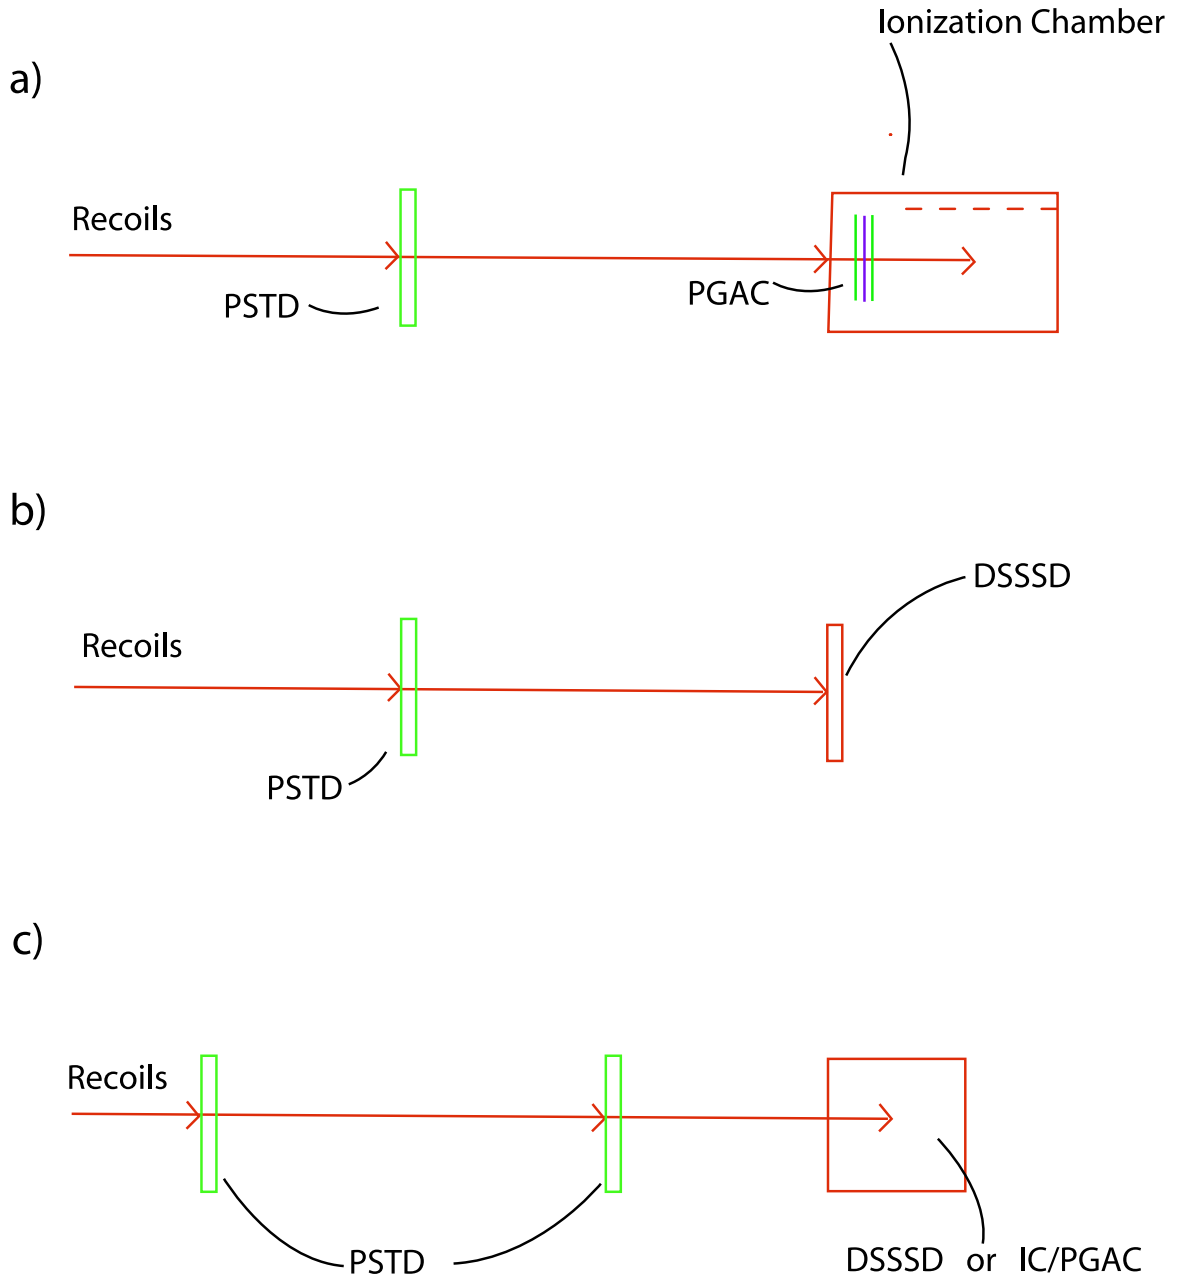 Ionization Chamber
a)
Recoils
PSTD
PGAC
b)
DSSSD
Recoils
PSTD
c)
Recoils
PSTD
DSSSD or IC/PGAC